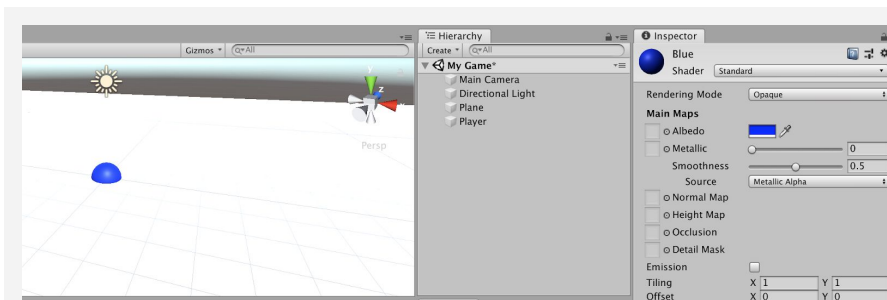 Gizmos
All
y
z
Persp
Hierarchy
Create
All
My Game*
Main Camera
Directional Light
Plane
Player
Inspector
Blue
Shader Standard
Rendering Mode Opaque
Main Maps
Albedo
Metallic 0
Smoothness 0.5
Source Metallic Alpha
Normal Map
Height Map
Occlusion
Detail Mask
Emission
Tiling X 1 Y 1
Offset X 0 Y 0